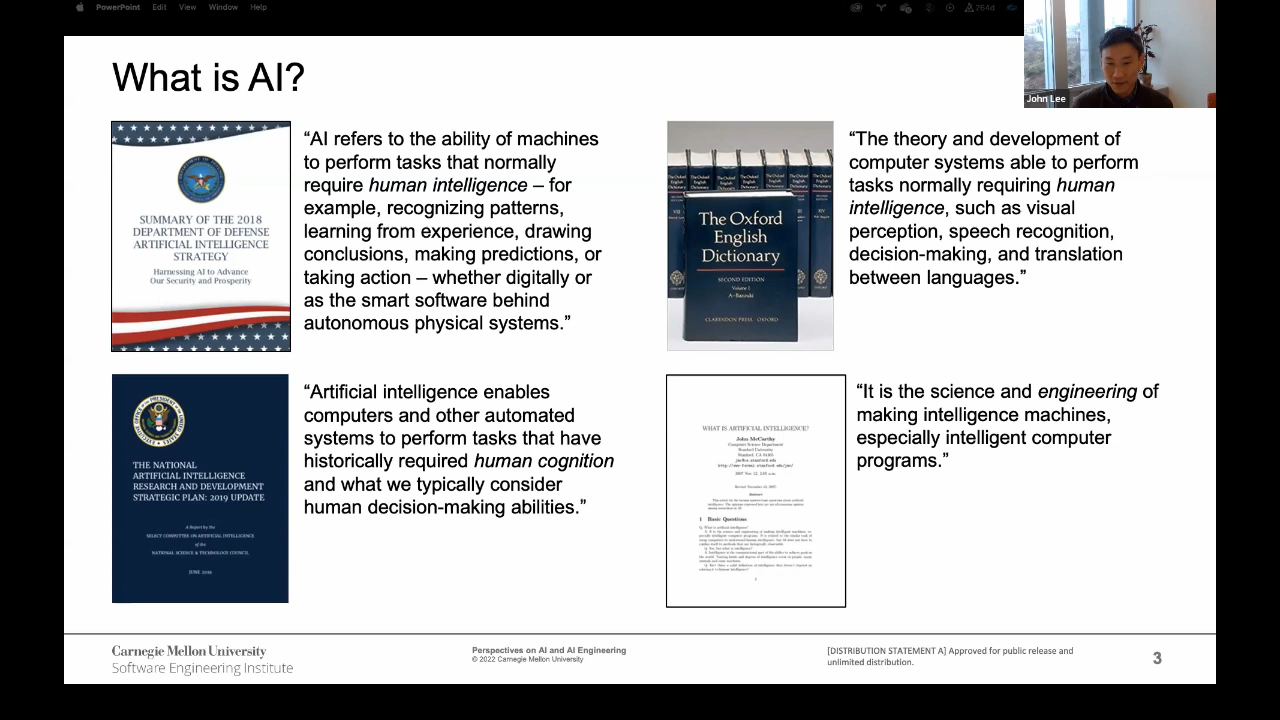 PowerPoint Edit View Window Help
764d
John Lee
What is AI?
SUMMARY OF THE 2018
DEPARTMENT OF DEFENSE
ARTIFICIAL INTELLIGENCE
STRATEGY
Harnessing AI to Advance
Our Security and Prosperity
“AI refers to the ability of machines
to perform tasks that normally
require human intelligence – for
example, recognizing patterns,
learning from experience, drawing
conclusions, making predictions, or
taking action – whether digitally or
as the smart software behind
autonomous physical systems.”
The Oxford
English
Dictionary
SECOND EDITION
Volume I
A–Bazouki
CLARENDON PRESS · OXFORD
“The theory and development of
computer systems able to perform
tasks normally requiring human
intelligence, such as visual
perception, speech recognition,
decision-making, and translation
between languages.”
THE NATIONAL
ARTIFICIAL INTELLIGENCE
RESEARCH AND DEVELOPMENT
STRATEGIC PLAN: 2019 UPDATE
A Report by the
SELECT COMMITTEE ON ARTIFICIAL INTELLIGENCE
of the
NATIONAL SCIENCE & TECHNOLOGY COUNCIL
JUNE 2019
“Artificial intelligence enables
computers and other automated
systems to perform tasks that have
historically required human cognition
and what we typically consider
human decision-making abilities.”
WHAT IS ARTIFICIAL INTELLIGENCE?
John McCarthy
Computer Science Department
Stanford University
Stanford, CA 94305
1 Basic Questions
“It is the science and engineering of
making intelligence machines,
especially intelligent computer
programs.”
Carnegie Mellon University
Software Engineering Institute
Perspectives on AI and AI Engineering
© 2022 Carnegie Mellon University
[DISTRIBUTION STATEMENT A] Approved for public release and
unlimited distribution.
3